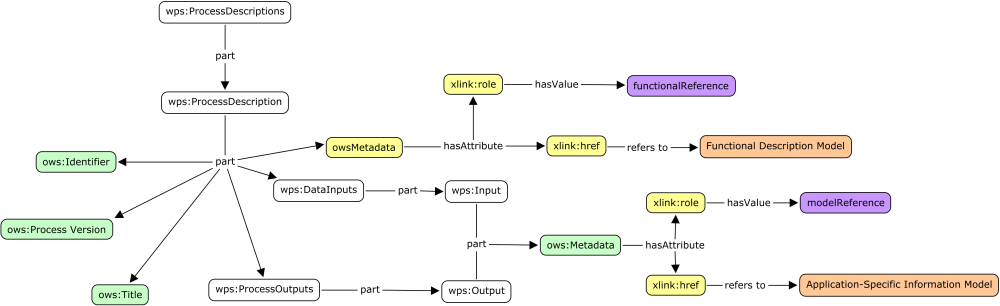 wps:ProcessDescriptions
part
wps:ProcessDescription
xlink:role
hasValue
functionalReference
part
owsMetadata
hasAttribute
xlink:href
refers to
Functional Description Model
ows:Identifier
wps:DataInputs
part
wps:Input
xlink:role
hasValue
modelReference
ows:Process Version
part
ows:Metadata
hasAttribute
ows:Title
wps:ProcessOutputs
part
wps:Output
xlink:href
refers to
Application-Specific Information Model